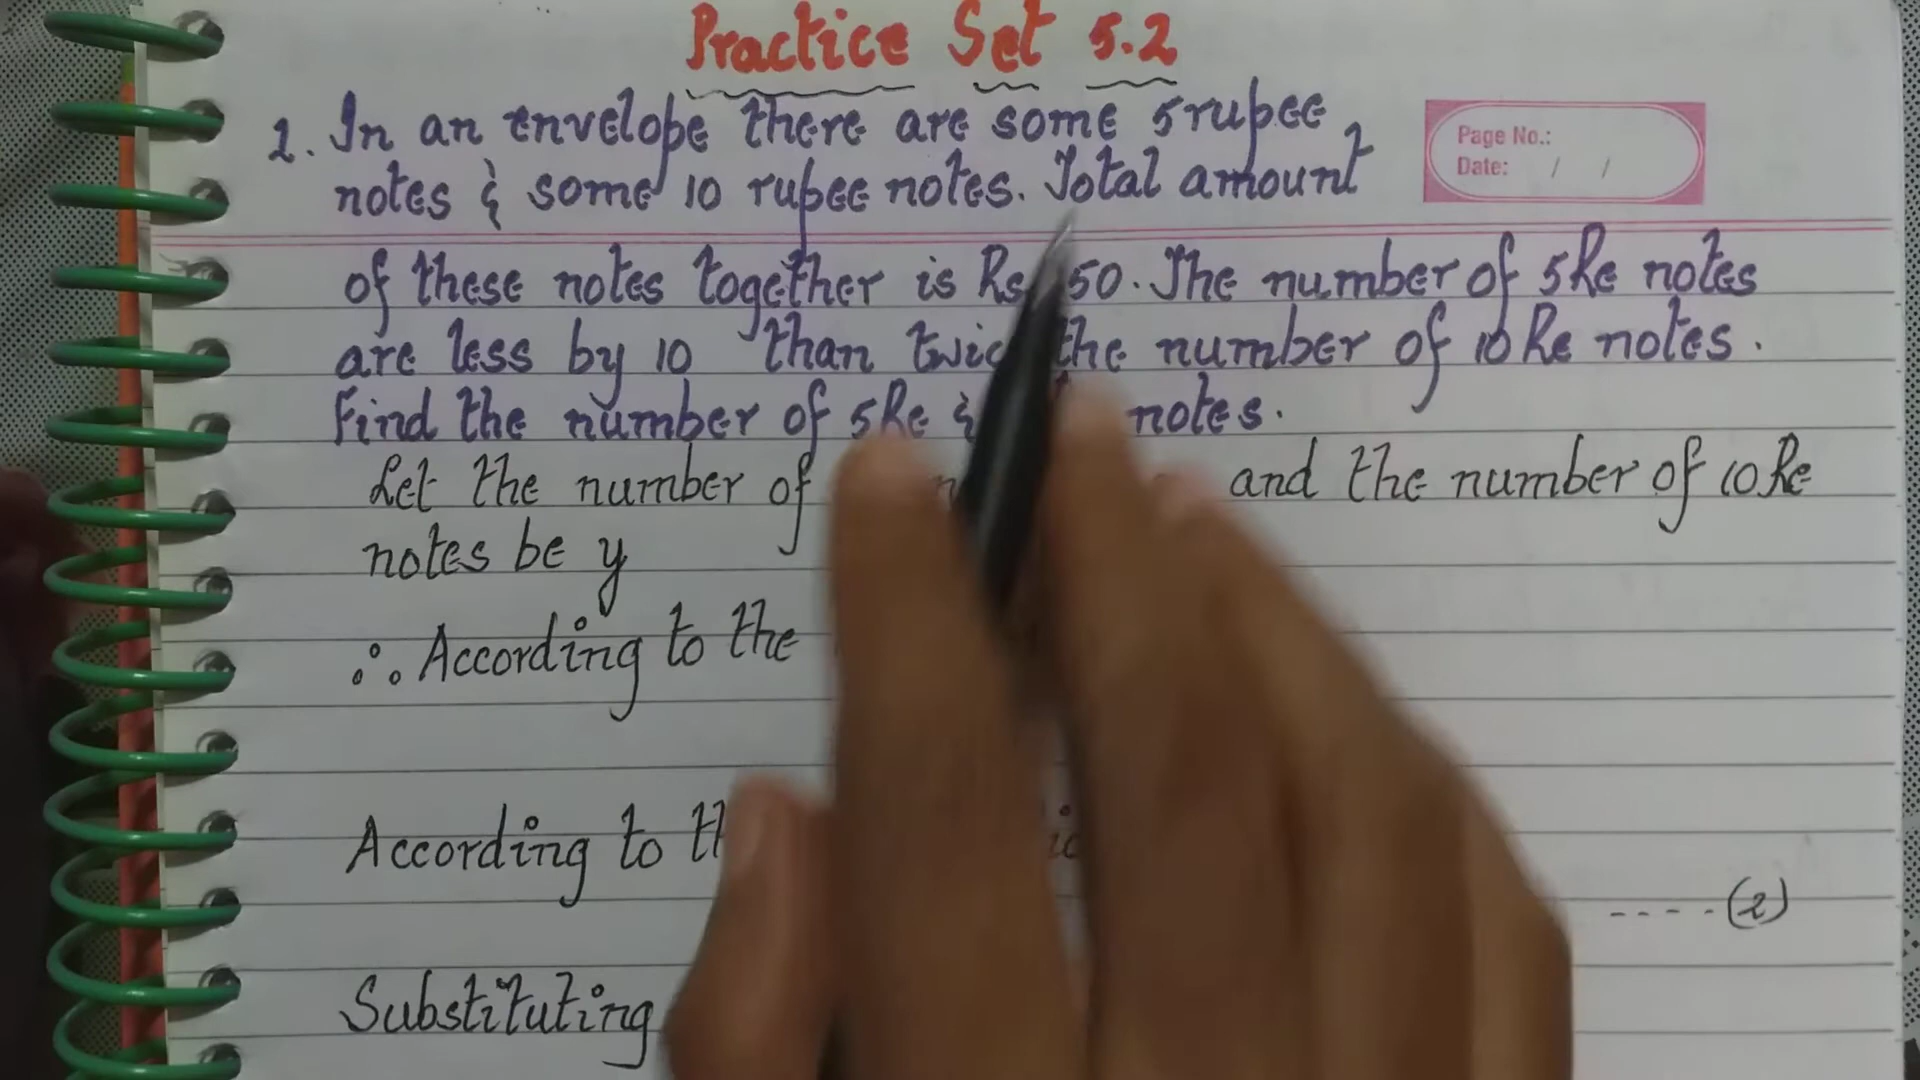 Practice Set 5.2
1. In an envelope there are some 5 rupee
notes & some 10 rupee notes. Total amount
Page No.:
Date: / /
of these notes together is Rs 50. The number of 5Re notes
are less by 10 than the number of 10 Re notes.
Find the number of 5Re & notes.
Let the number of and the number of 10Re
notes be y
∴ According to the
According to
----(2)
Substituting